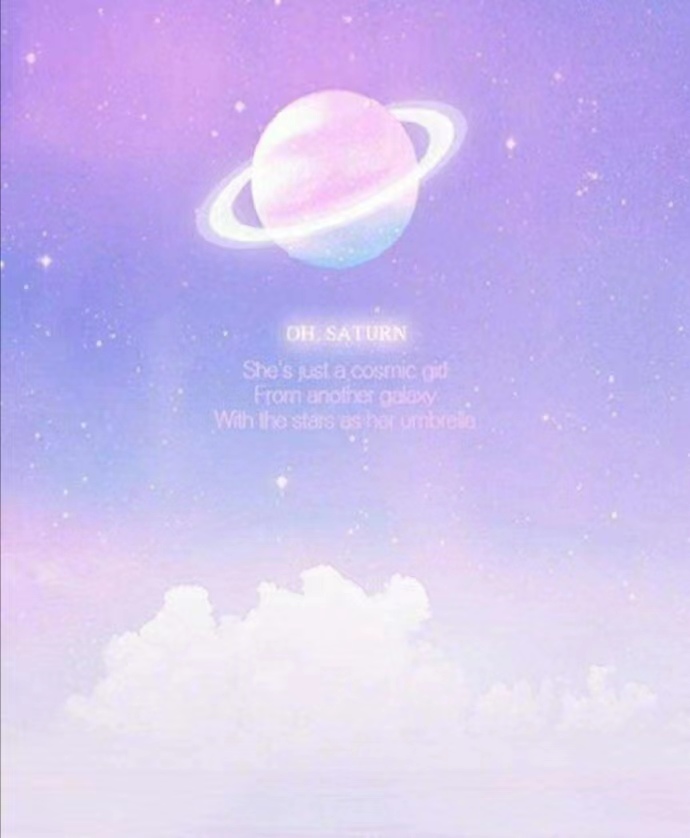 OH, SATURN
She's just a cosmic girl
From another galaxy
With the stars as her umbrella